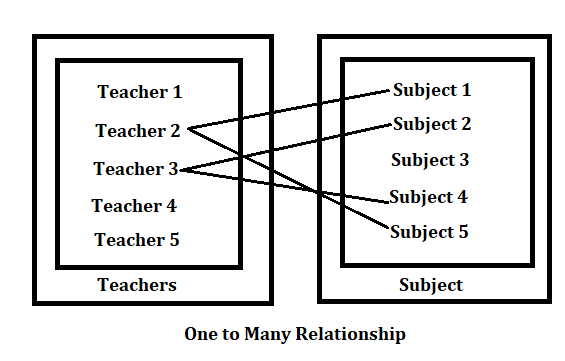 Teacher 1
Teacher 2
Teacher 3
Teacher 4
Teacher 5
Teachers
Subject 1
Subject 2
Subject 3
Subject 4
Subject 5
Subject
One to Many Relationship